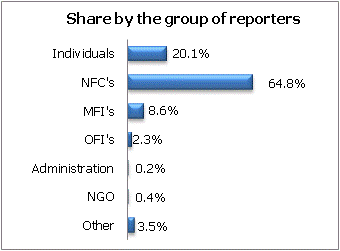 Share by the group of reporters
Individuals 20.1%
NFC's 64.8%
MFI's 8.6%
OFI's 2.3%
Administration 0.2%
NGO 0.4%
Other 3.5%